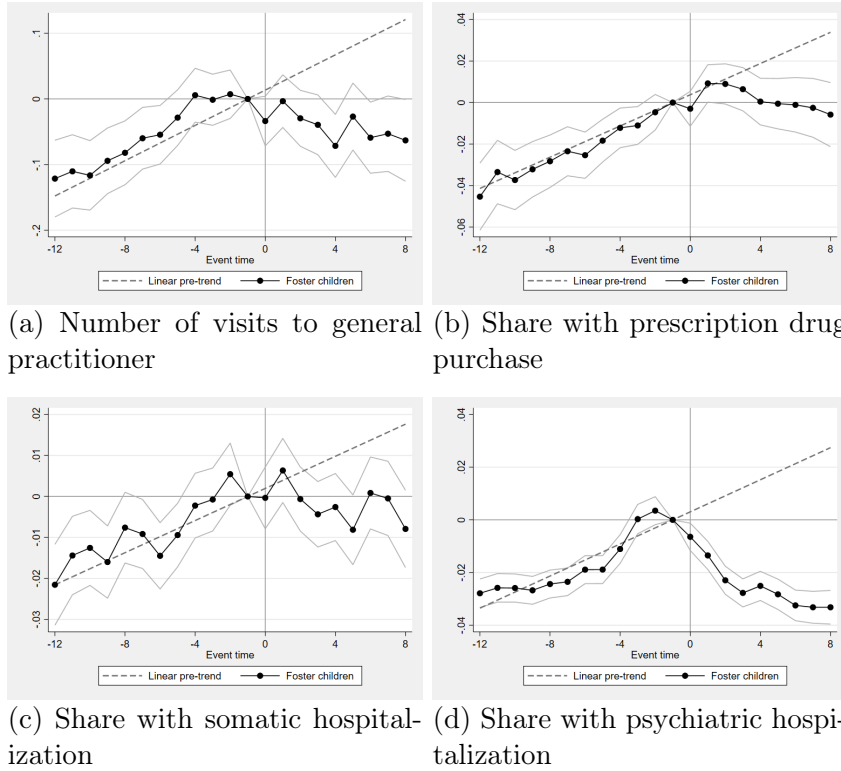 .1
0
-.1
-.2
-12 -8 -4 0 4 8
Event time
Linear pre-trend Foster children
(a) Number of visits to general
practitioner
.04
.02
0
-.02
-.04
-.06
-12 -8 -4 0 4 8
Event time
Linear pre-trend Foster children
(b) Share with prescription drug
purchase
.02
.01
0
-.01
-.02
-.03
-12 -8 -4 0 4 8
Event time
Linear pre-trend Foster children
(c) Share with somatic hospital-
ization
.04
.02
0
-.02
-.04
-12 -8 -4 0 4 8
Event time
Linear pre-trend Foster children
(d) Share with psychiatric hospi-
talization